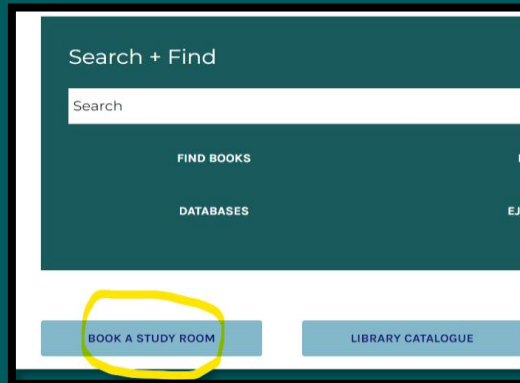 Search + Find
Search
FIND BOOKS
DATABASES
BOOK A STUDY ROOM
LIBRARY CATALOGUE